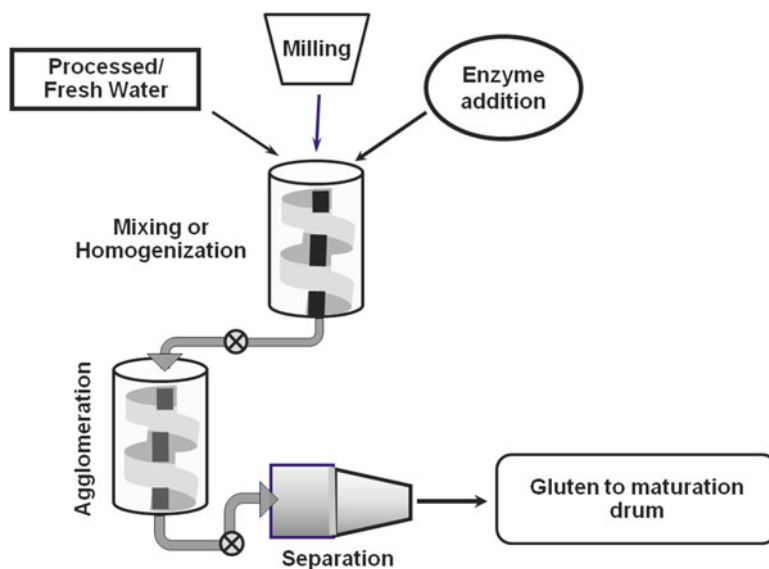 Milling
Processed/
Fresh Water
Enzyme
addition
Mixing or
Homogenization
Agglomeration
Gluten to maturation
drum
Separation